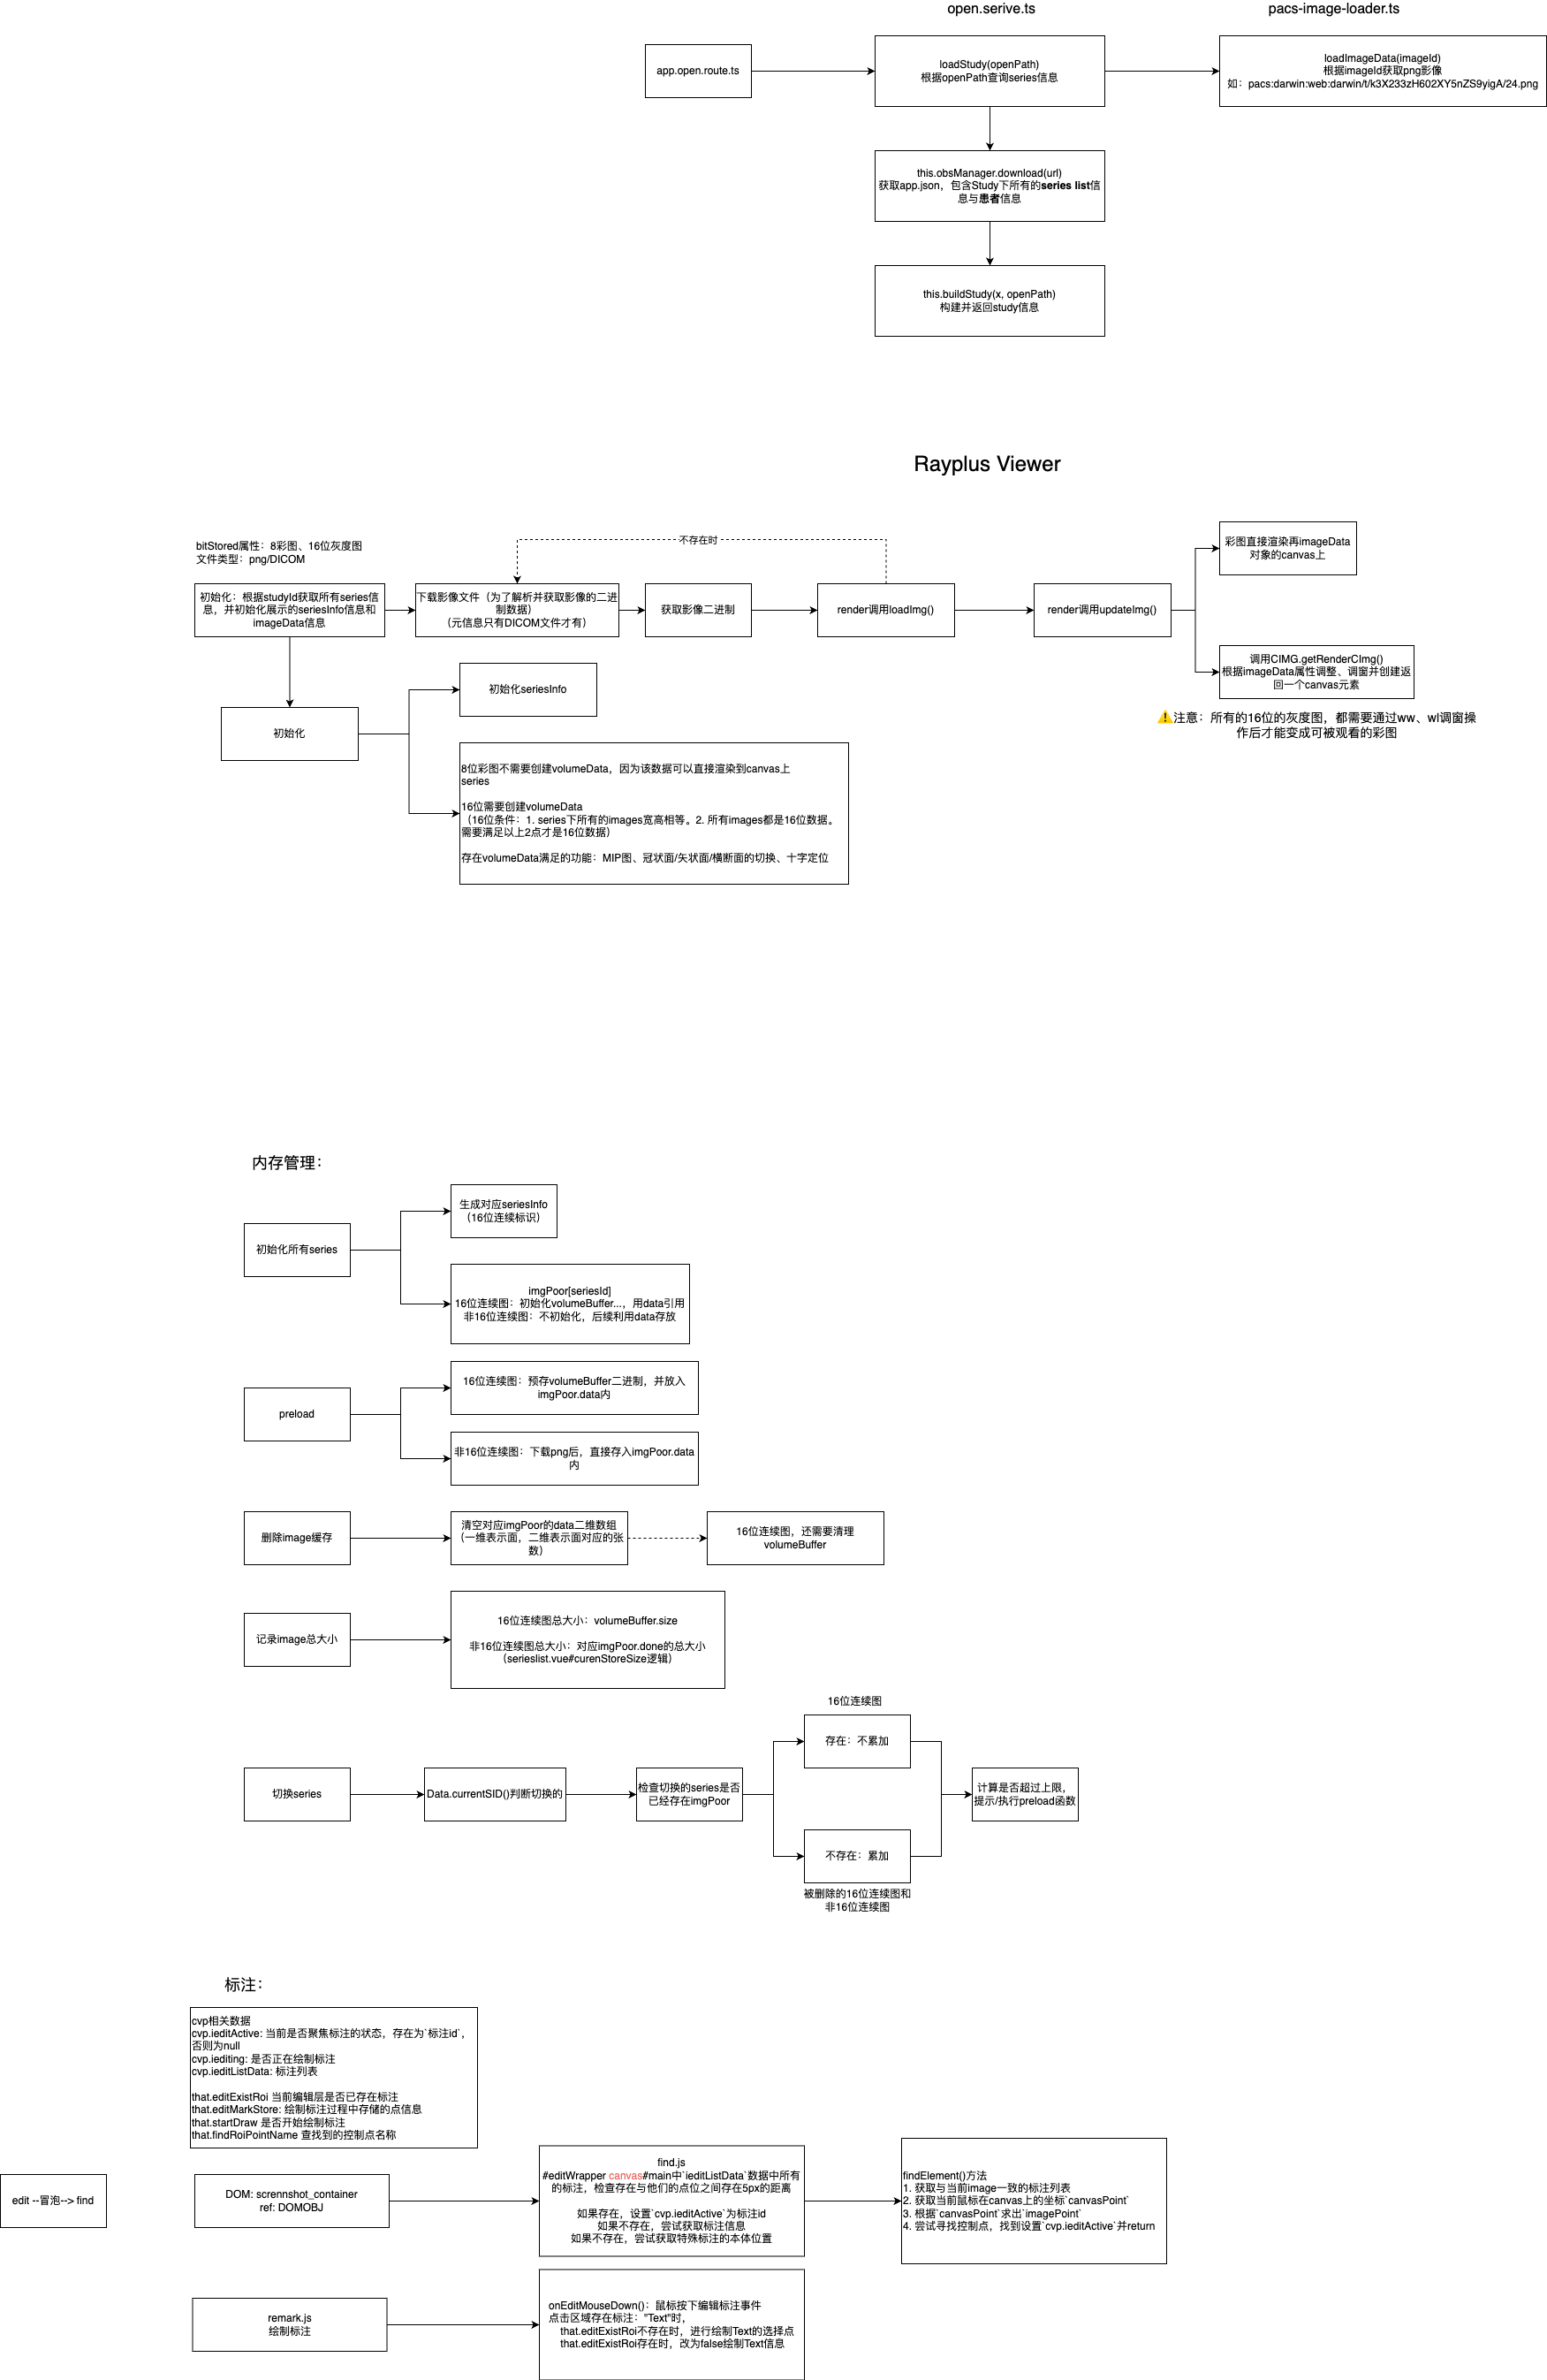 open.serive.ts
pacs-image-loader.ts
app.open.route.ts
loadStudy(openPath)
根据openPath查询series信息
loadImageData(imageId)
根据imageId获取png影像
如：pacs:darwin:web:darwin/t/k3X233zH602XY5nZS9yigA/24.png
this.obsManager.download(url)
获取app.json，包含Study下所有的series list信
息与患者信息
this.buildStudy(x, openPath)
构建并返回study信息
Rayplus Viewer
bitStored属性：8彩图、16位灰度图
文件类型：png/DICOM
不存在时
彩图直接渲染再imageData
对象的canvas上
初始化：根据studyId获取所有series信
息，并初始化展示的seriesInfo信息和
imageData信息
下载影像文件（为了解析并获取影像的二进
制数据）
（元信息只有DICOM文件才有）
获取影像二进制
render调用loadImg()
render调用updateImg()
调用CIMG.getRenderCImg()
根据imageData属性调整、调窗并创建返
回一个canvas元素
⚠️注意：所有的16位的灰度图，都需要通过ww、wl调窗操
作后才能变成可被观看的彩图
初始化seriesInfo
初始化
8位彩图不需要创建volumeData，因为该数据可以直接渲染到canvas上
series
16位需要创建volumeData
（16位条件：1. series下所有的images宽高相等。2. 所有images都是16位数据。
需要满足以上2点才是16位数据）
存在volumeData满足的功能：MIP图、冠状面/矢状面/横断面的切换、十字定位
内存管理：
初始化所有series
生成对应seriesInfo
（16位连续标识）
imgPoor[seriesId]
16位连续图：初始化volumeBuffer...，用data引用
非16位连续图：不初始化，后续利用data存放
preload
16位连续图：预存volumeBuffer二进制，并放入
imgPoor.data内
非16位连续图：下载png后，直接存入imgPoor.data
内
删除image缓存
清空对应imgPoor的data二维数组
（一维表示面，二维表示面对应的张
数）
16位连续图，还需要清理
volumeBuffer
记录image总大小
16位连续图总大小：volumeBuffer.size
非16位连续图总大小：对应imgPoor.done的总大小
（serieslist.vue#curenStoreSize逻辑）
16位连续图
存在：不累加
切换series
Data.currentSID()判断切换的
检查切换的series是否
已经存在imgPoor
计算是否超过上限，
提示/执行preload函数
不存在：累加
被删除的16位连续图和
非16位连续图
标注：
cvp相关数据
cvp.ieditActive: 当前是否聚焦标注的状态，存在为`标注id`，
否则为null
cvp.iediting: 是否正在绘制标注
cvp.ieditListData: 标注列表
that.editExistRoi 当前编辑层是否已存在标注
that.editMarkStore: 绘制标注过程中存储的点信息
that.startDraw 是否开始绘制标注
that.findRoiPointName 查找到的控制点名称
edit --冒泡--> find
DOM: scrennshot_container
ref: DOMOBJ
find.js
#editWrapper canvas#main中`ieditListData`数据中所有
的标注，检查存在与他们的点位之间存在5px的距离
如果存在，设置`cvp.ieditActive`为标注id
如果不存在，尝试获取标注信息
如果不存在，尝试获取特殊标注的本体位置
findElement()方法
1. 获取与当前image一致的标注列表
2. 获取当前鼠标在canvas上的坐标`canvasPoint`
3. 根据`canvasPoint`求出`imagePoint`
4. 尝试寻找控制点，找到设置`cvp.ieditActive`并return
remark.js
绘制标注
onEditMouseDown()：鼠标按下编辑标注事件
点击区域存在标注："Text"时，
that.editExistRoi不存在时，进行绘制Text的选择点
that.editExistRoi存在时，改为false绘制Text信息